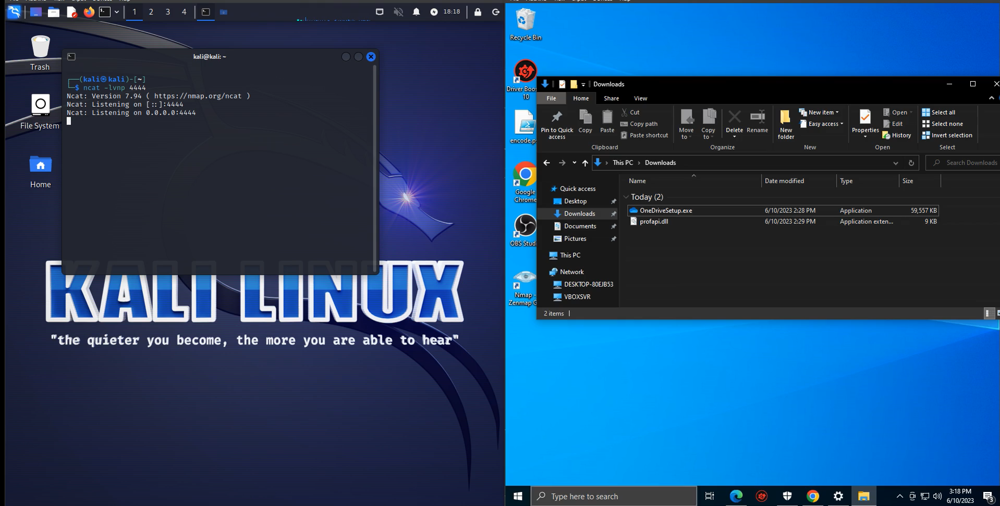 1 2 3 4
18:18
Trash
File System
Home
kali@kali: ~
┌──(kali㉿kali)-[~]
└─$ ncat -lvnp 4444
Ncat: Version 7.94 ( https://nmap.org/ncat )
Ncat: Listening on [::]:4444
Ncat: Listening on 0.0.0.0:4444
KALI LINUX
"the quieter you become, the more you are able to hear"
Recycle Bin
Driver Boos
10
encode.ps
Google
Chrome
OBS Studi
Nmap -
Zenmap G
Downloads
File Home Share View
Pin to Quick
access
Copy
Paste
Cut
Copy path
Paste shortcut
Clipboard
Move
to
Copy
to
Delete
Rename
Organize
New
folder
New item
Easy access
New
Properties
Open
Edit
History
Open
Select all
Select none
Invert selection
Select
This PC › Downloads
Search Downloads
Quick access
Desktop
Downloads
Documents
Pictures
This PC
Network
DESKTOP-80EJB53
VBOXSVR
Name Date modified Type Size
Today (2)
OneDriveSetup.exe 6/10/2023 2:28 PM Application 59,557 KB
profapi.dll 6/10/2023 2:29 PM Application exten... 9 KB
2 items
Type here to search
3:18 PM
6/10/2023
3